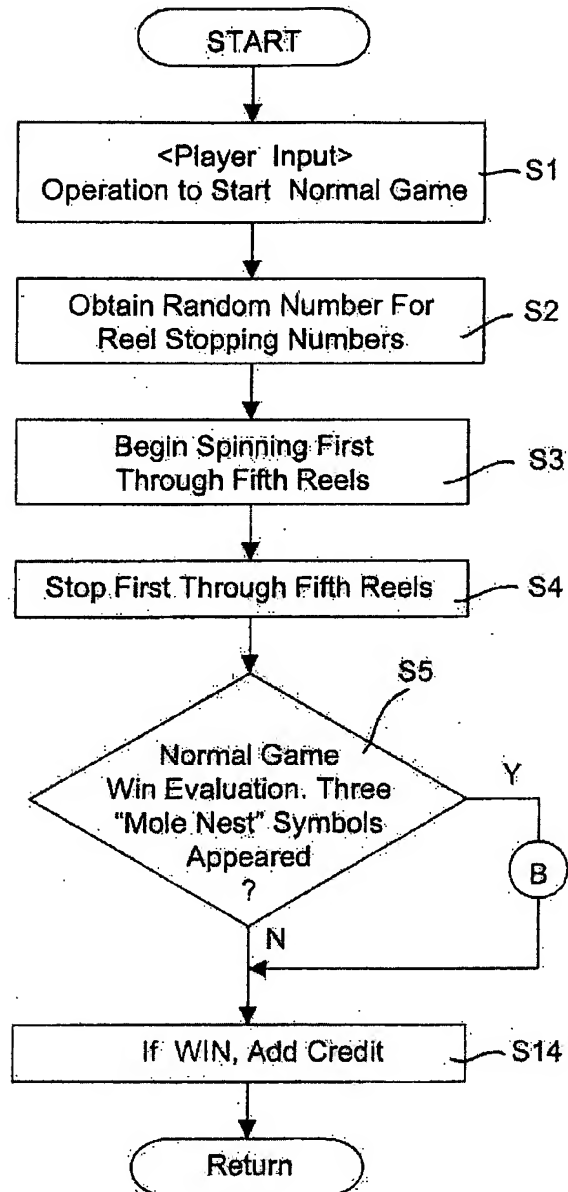 START
<Player Input>
Operation to Start Normal Game
S1
Obtain Random Number For
Reel Stopping Numbers
S2
Begin Spinning First
Through Fifth Reels
S3
Stop First Through Fifth Reels
S4
S5
Normal Game
Win Evaluation. Three
“Mole Nest” Symbols
Appeared
?
Y
B
N
If WIN, Add Credit
S14
Return